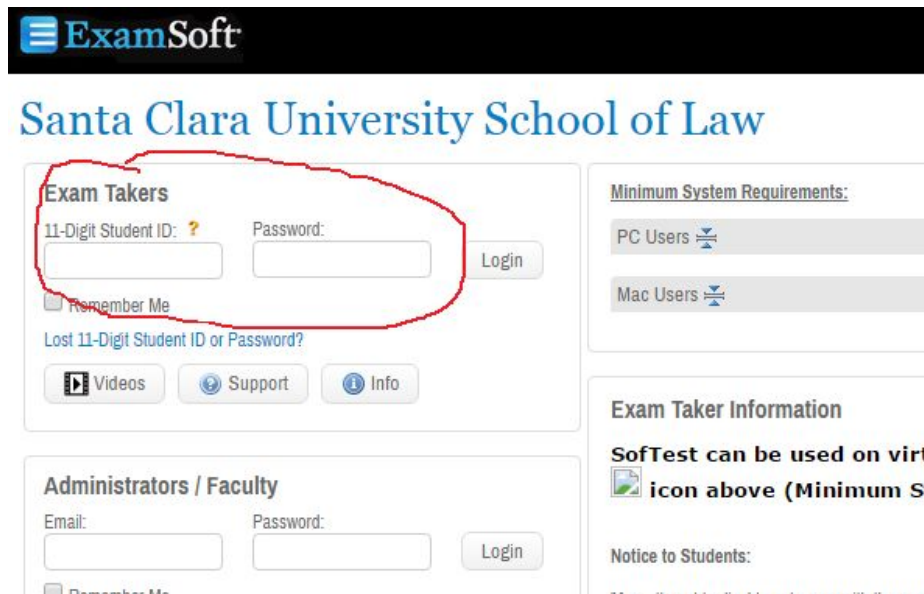 ExamSoft
Santa Clara University School of Law
Exam Takers
11-Digit Student ID: ? Password:
Login
Remember Me
Lost 11-Digit Student ID or Password?
Videos Support Info
Administrators / Faculty
Email: Password:
Login
Remember Me
Minimum System Requirements:
PC Users
Mac Users
Exam Taker Information
SofTest can be used on virt
icon above (Minimum S
Notice to Students: